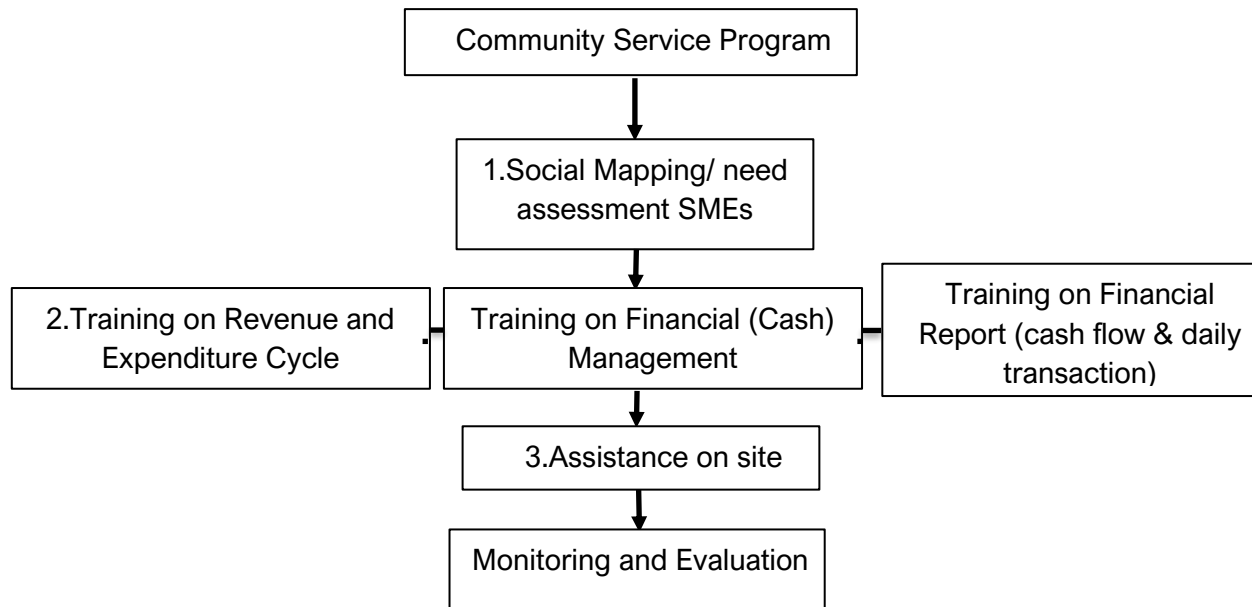 Community Service Program
1.Social Mapping/ need
assessment SMEs
2.Training on Revenue and
Expenditure Cycle
Training on Financial (Cash)
Management
Training on Financial
Report (cash flow & daily
transaction)
3.Assistance on site
Monitoring and Evaluation